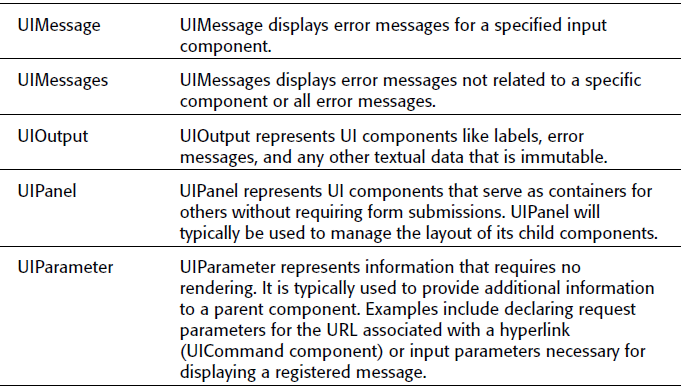 UIMessage UIMessage displays error messages for a specified input
component.
UIMessages UIMessages displays error messages not related to a specific
component or all error messages.
UIOutput UIOutput represents UI components like labels, error
messages, and any other textual data that is immutable.
UIPanel UIPanel represents UI components that serve as containers for
others without requiring form submissions. UIPanel will
typically be used to manage the layout of its child components.
UIParameter UIParameter represents information that requires no
rendering. It is typically used to provide additional information
to a parent component. Examples include declaring request
parameters for the URL associated with a hyperlink
(UICommand component) or input parameters necessary for
displaying a registered message.